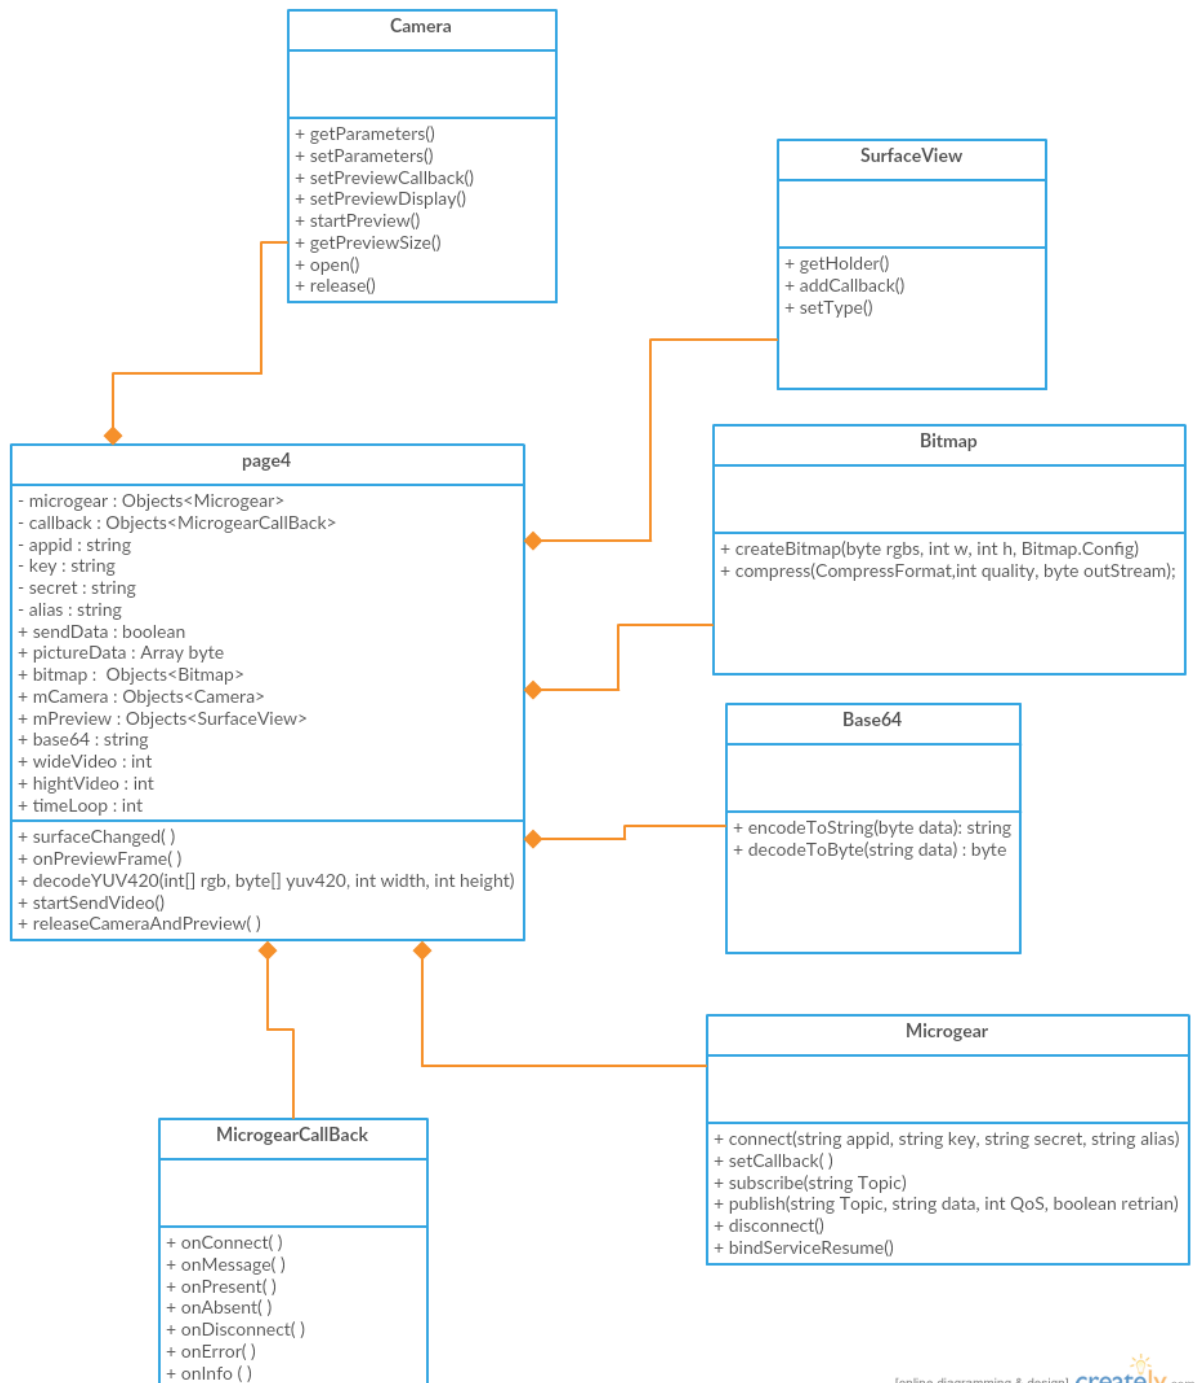 Camera
+ getParameters()
+ setParameters()
+ setPreviewCallback()
+ setPreviewDisplay()
+ startPreview()
+ getPreviewSize()
+ open()
+ release()
SurfaceView
+ getHolder()
+ addCallback()
+ setType()
page4
- microgear : Objects<Microgear>
- callback : Objects<MicrogearCallBack>
- appid : string
- key : string
- secret : string
- alias : string
+ sendData : boolean
+ pictureData : Array byte
+ bitmap :  Objects<Bitmap>
+ mCamera : Objects<Camera>
+ mPreview : Objects<SurfaceView>
+ base64 : string
+ wideVideo : int
+ hightVideo : int
+ timeLoop : int
+ surfaceChanged( )
+ onPreviewFrame( )
+ decodeYUV420(int[] rgb, byte[] yuv420, int width, int height)
+ startSendVideo()
+ releaseCameraAndPreview( )
Bitmap
+ createBitmap(byte rgbs, int w, int h, Bitmap.Config)
+ compress(CompressFormat,int quality, byte outStream);
Base64
+ encodeToString(byte data): string
+ decodeToByte(string data) : byte
Microgear
+ connect(string appid, string key, string secret, string alias)
+ setCallback( )
+ subscribe(string Topic)
+ publish(string Topic, string data, int QoS, boolean retrian)
+ disconnect()
+ bindServiceResume()
MicrogearCallBack
+ onConnect( )
+ onMessage( )
+ onPresent( )
+ onAbsent( )
+ onDisconnect( )
+ onError( )
+ onInfo ( )
[online diagramming & design] creately.com